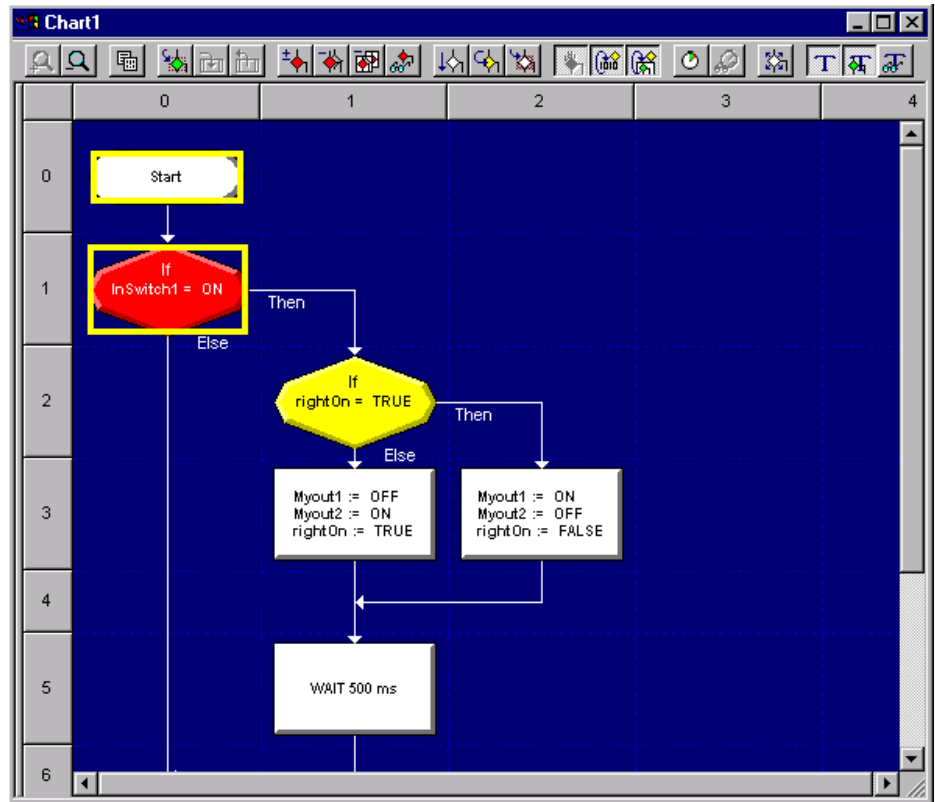 Chart1
T
0 1 2 3 4
0
Start
1
If
InSwitch1 = ON
Then
Else
2
If
rightOn = TRUE
Then
Else
3
Myout1 := OFF
Myout2 := ON
rightOn := TRUE
Myout1 := ON
Myout2 := OFF
rightOn := FALSE
4
5
WAIT 500 ms
6